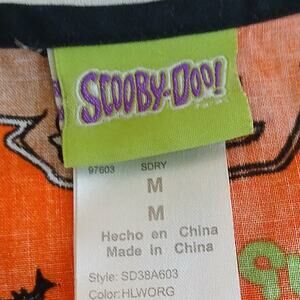 SCOOBY-DOO!
97603 SDRY
M
M
Hecho en China
Made in China
Style: SD38A603
Color:HLWORG